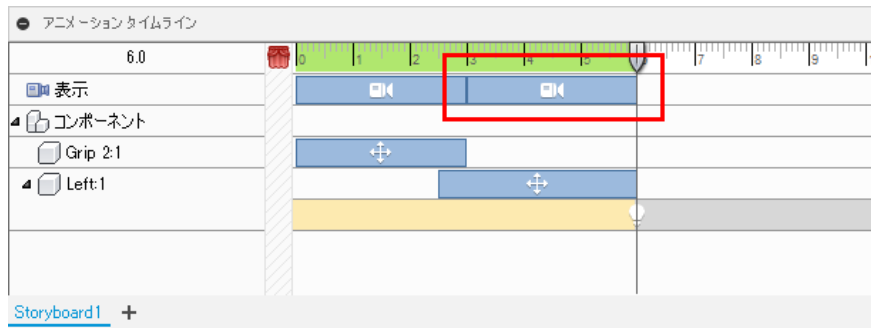 アニメーション タイムライン
6.0
0 1 2 3 4 5 7 8 9
表示
コンポーネント
Grip 2:1
Left:1
Storyboard1 +